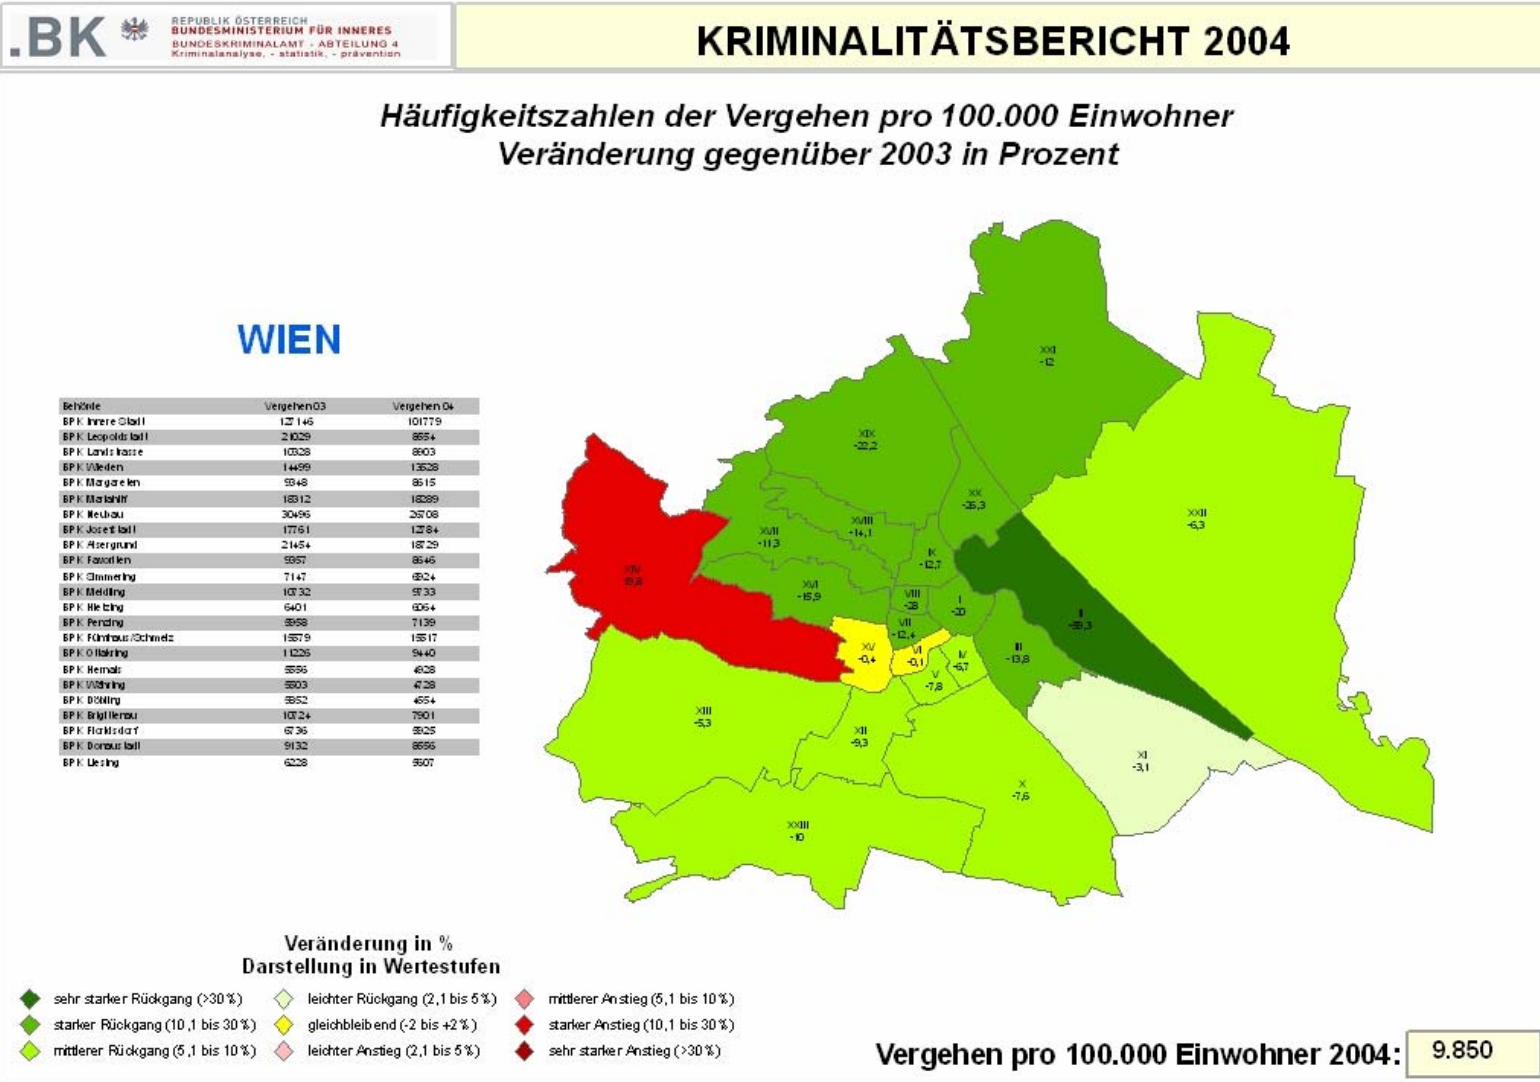 .BK
REPUBLIK ÖSTERREICH
BUNDESMINISTERIUM FÜR INNERES
BUNDESKRIMINALAMT - ABTEILUNG 4
Kriminalanalyse, - statistik, - prävention
KRIMINALITÄTSBERICHT 2004
Häufigkeitszahlen der Vergehen pro 100.000 Einwohner
Veränderung gegenüber 2003 in Prozent
WIEN
Behörde Vergehen 03 Vergehen 04
BPK Innere Stadt 127146 101779
BPK Leopoldstadt 21029 8554
BPK Landstrasse 10328 8903
BPK Wieden 14499 13528
BPK Margareten 9348 8615
BPK Mariahilf 18312 18289
BPK Neubau 30496 26708
BPK Josefstadt 17761 12784
BPK Alsergrund 21454 18729
BPK Favoriten 9357 8646
BPK Simmering 7147 6924
BPK Meidling 10732 9733
BPK Hietzing 6401 6064
BPK Penzing 5958 7139
BPK Fünfhaus/Schmelz 15579 15517
BPK Ottakring 11226 9440
BPK Hernals 5556 4928
BPK Währing 5503 4728
BPK Döbling 5852 4554
BPK Brigittenau 10724 7901
BPK Floridsdorf 6736 5925
BPK Donaustadt 9132 8556
BPK Liesing 6228 5607
XXI
-12
XIX
-22,2
XX
-26,3
XXII
-6,3
XVIII
-14,1
XVII
-11,3
IX
-12,7
XIV
19,8
XVI
-15,9
VIII
-28
I
-20
II
-59,3
VII
-12,4
XV
-0,4
VI
-0,1
IV
-6,7
III
-13,8
V
-7,8
XIII
-5,3
XII
-9,3
XI
-3,1
X
-7,6
XXIII
-10
Veränderung in %
Darstellung in Wertestufen
sehr starker Rückgang (>30%) leichter Rückgang (2,1 bis 5%) mittlerer Anstieg (5,1 bis 10%)
starker Rückgang (10,1 bis 30%) gleichbleibend (-2 bis +2%) starker Anstieg (10,1 bis 30%)
mittlerer Rückgang (5,1 bis 10%) leichter Anstieg (2,1 bis 5%) sehr starker Anstieg (>30%)
Vergehen pro 100.000 Einwohner 2004: 9.850